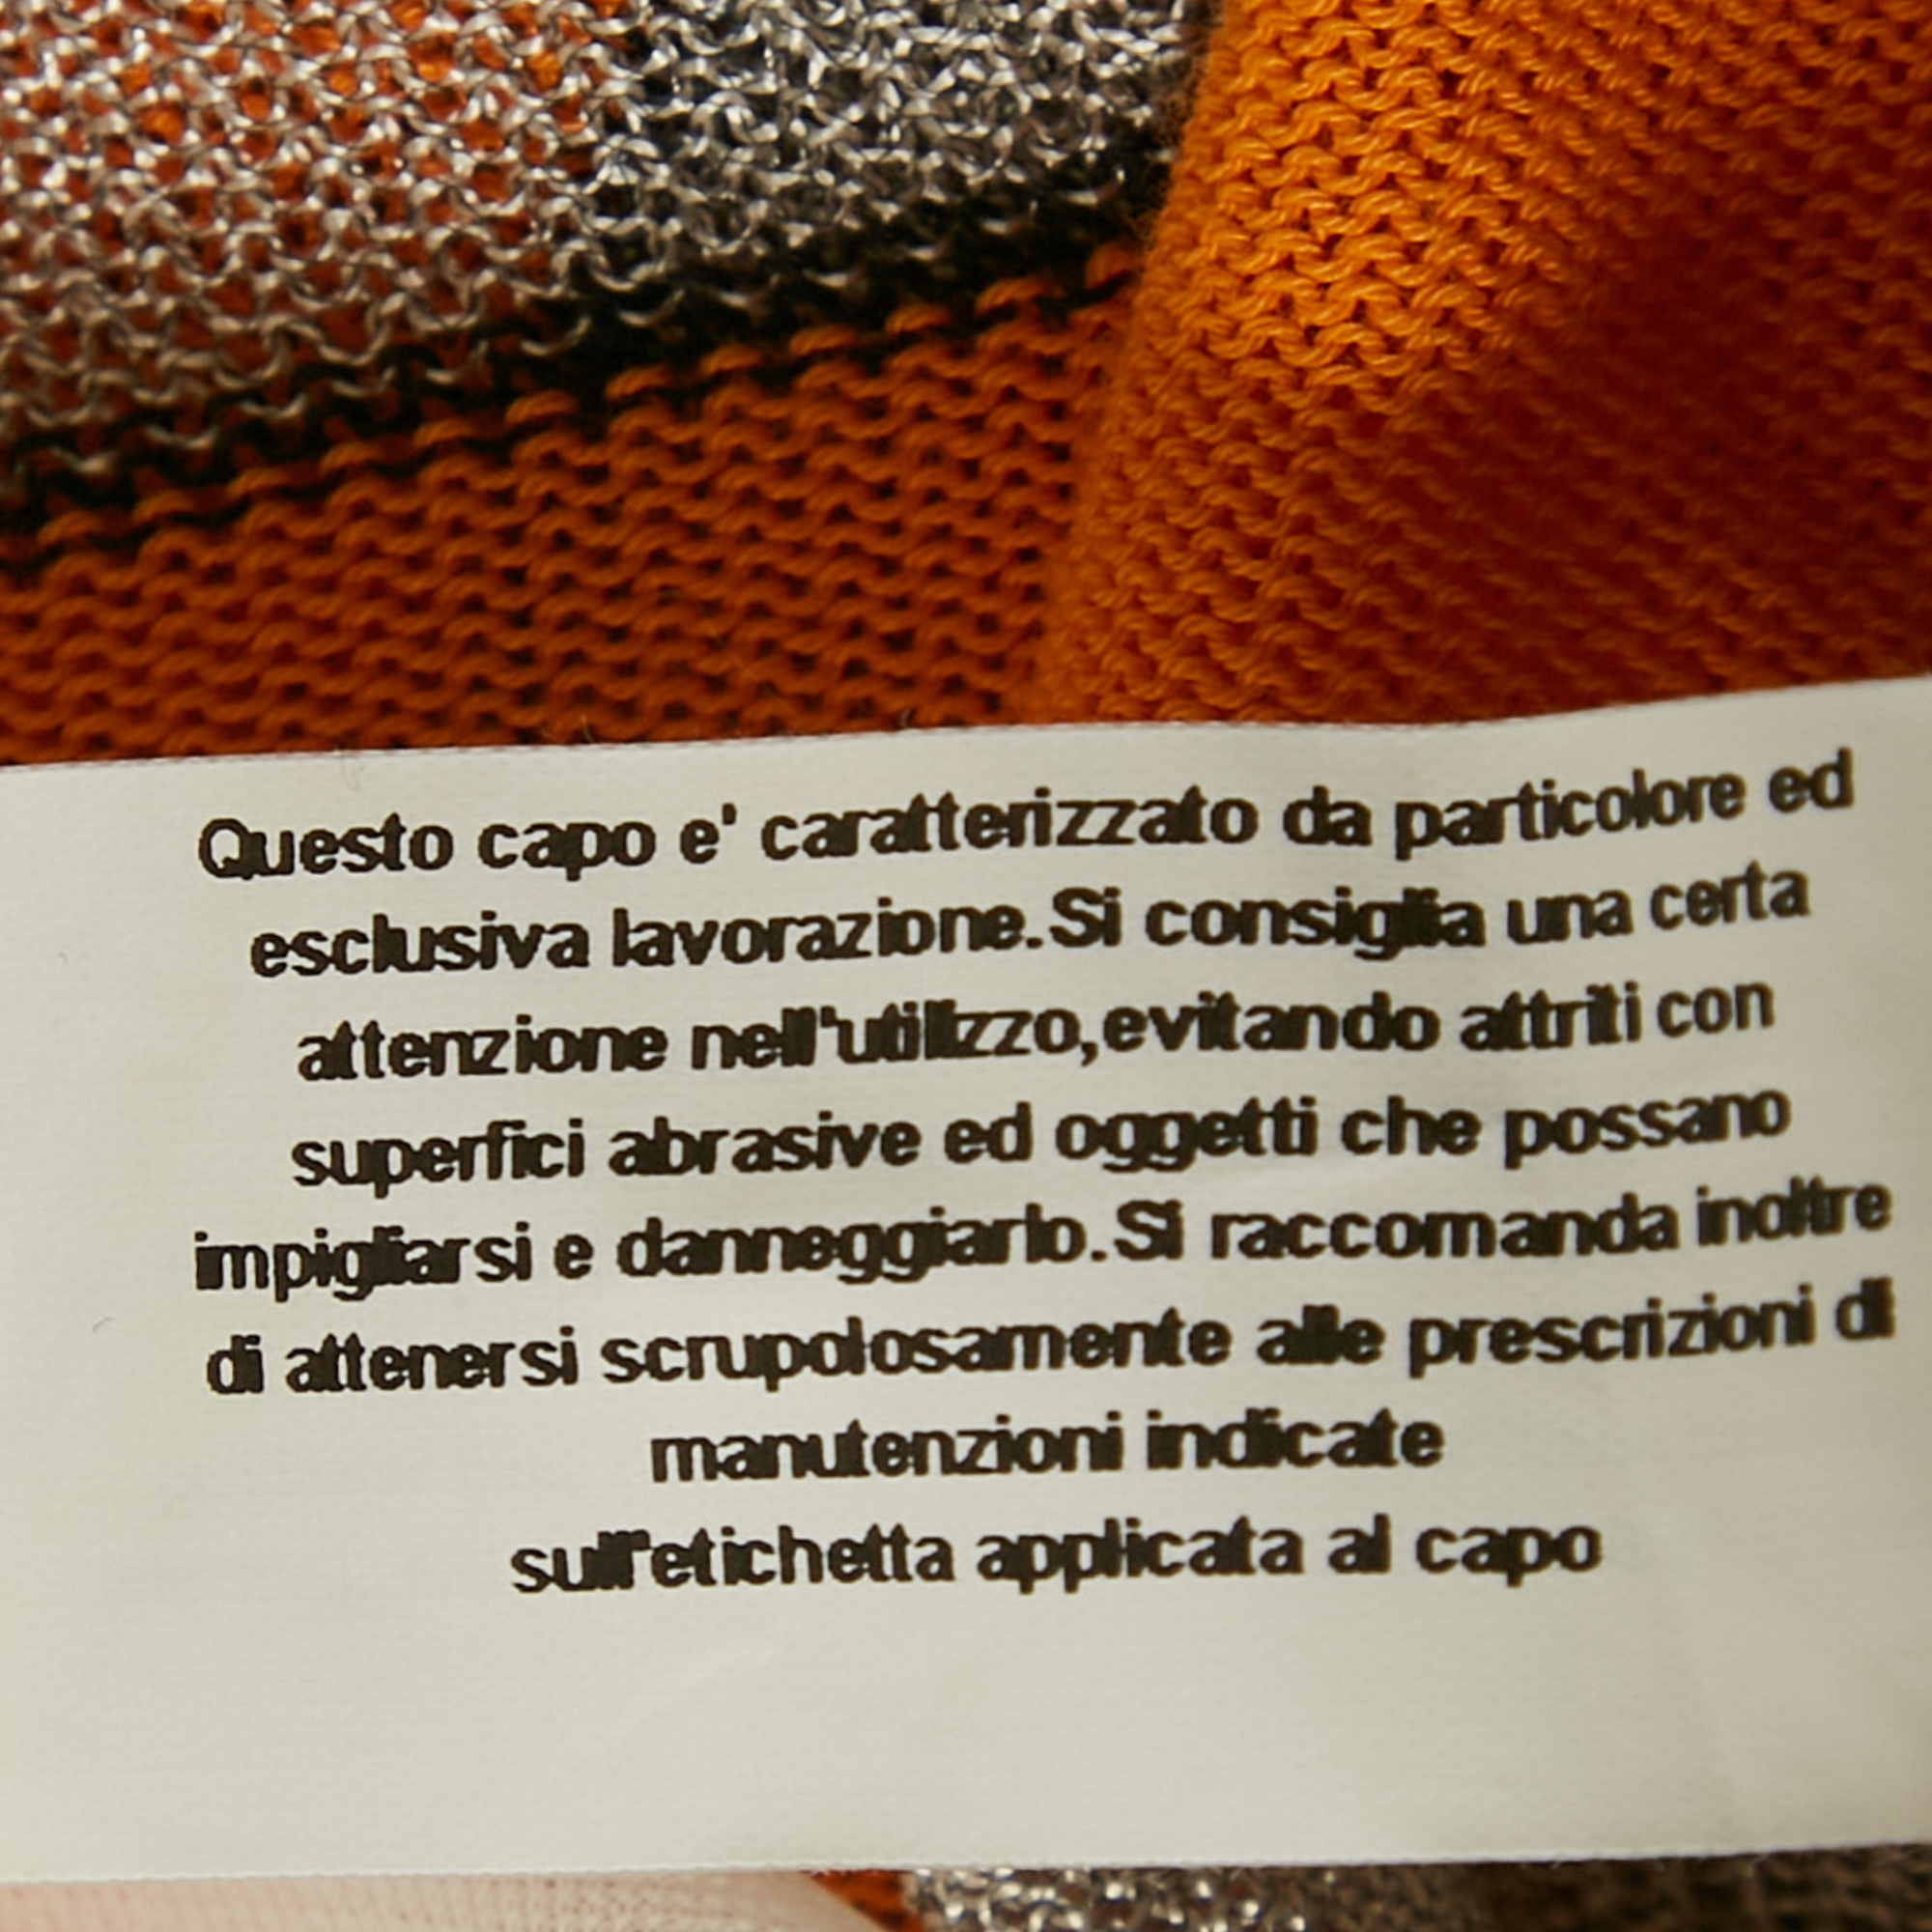 Questo capo e' caratterizzato da particolore ed
esclusiva lavorazione.Si consiglia una certa
attenzione nell'utilizzo,evitando attriti con
superfici abrasive ed oggetti che possano
impigliarsi e danneggiarlo.Si raccomanda inoltre
di attenersi scrupolosamente alle prescrizioni di
manutenzioni indicate
sull'etichetta applicata al capo